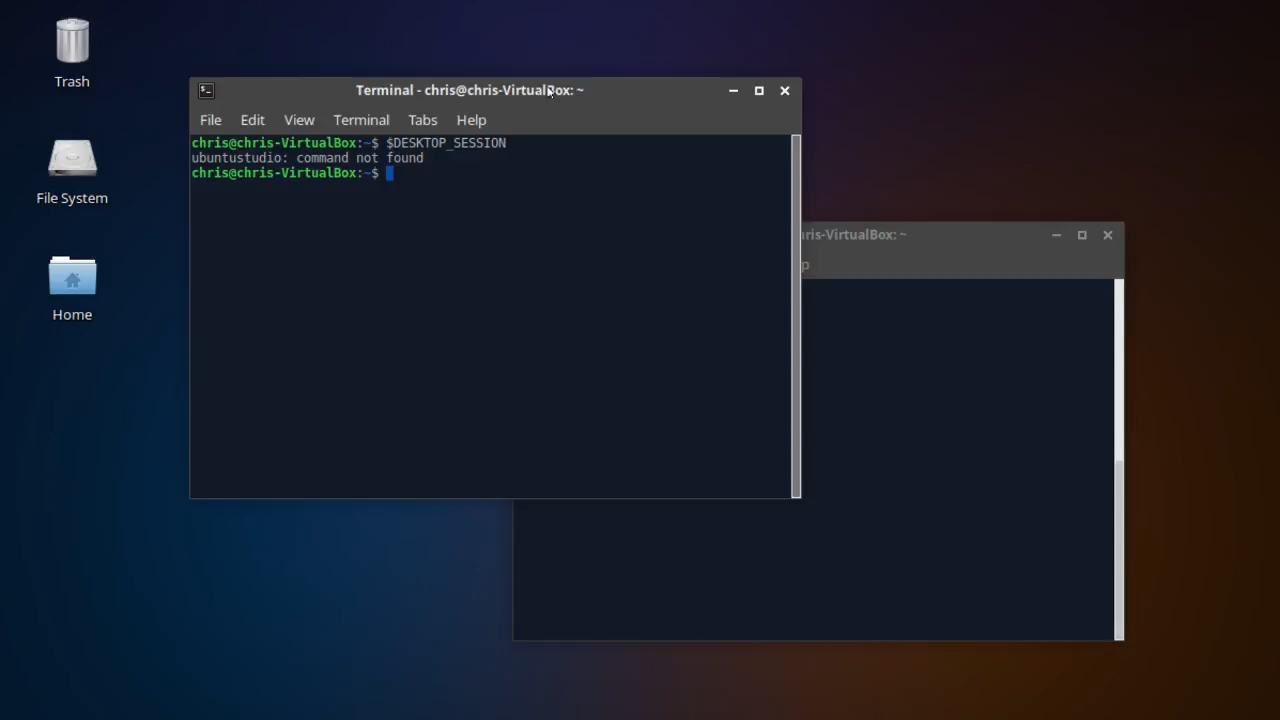 Trash
File System
Home
Terminal - chris@chris-VirtualBox: ~
File Edit View Terminal Tabs Help
chris@chris-VirtualBox:~$ $DESKTOP_SESSION
ubuntustudio: command not found
chris@chris-VirtualBox:~$
ris-VirtualBox: ~
p